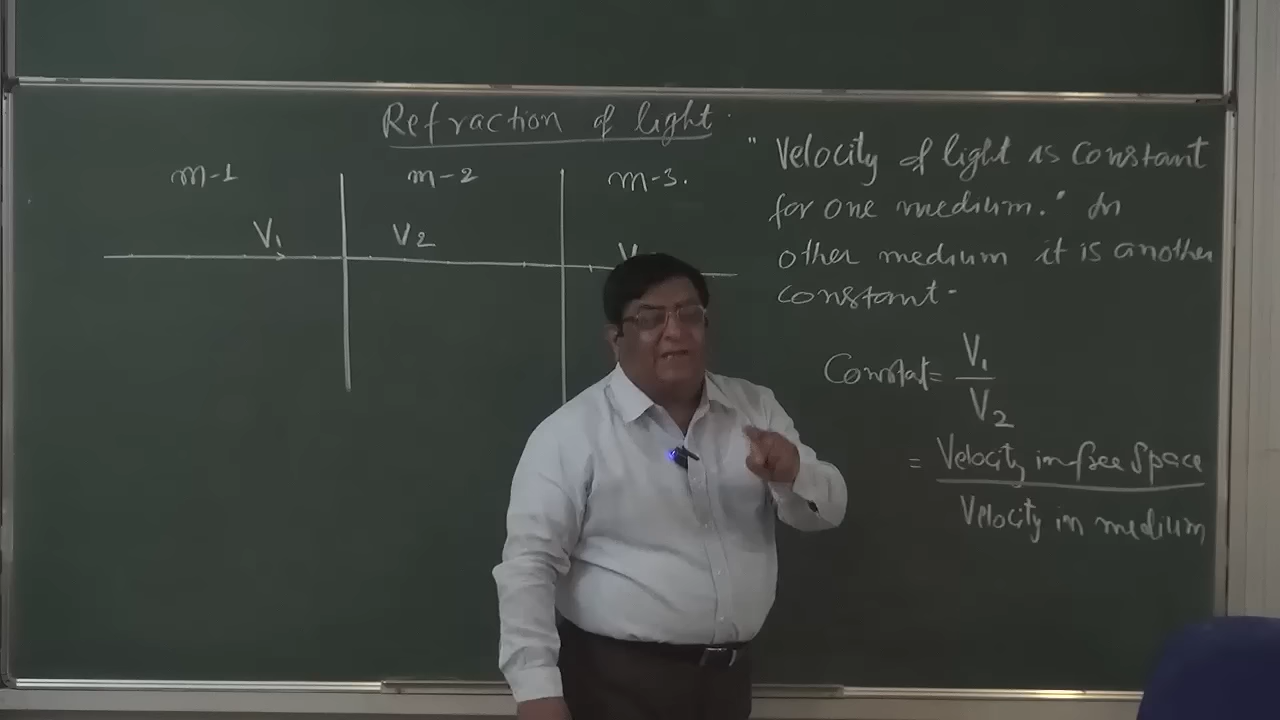 Refraction of light.
m-1 m-2 m-3.
V1 V2 V
" Velocity of light is constant
for one medium." In
other medium it is another
constant.
Constat = V1
V2
= Velocity in free space
Velocity in medium